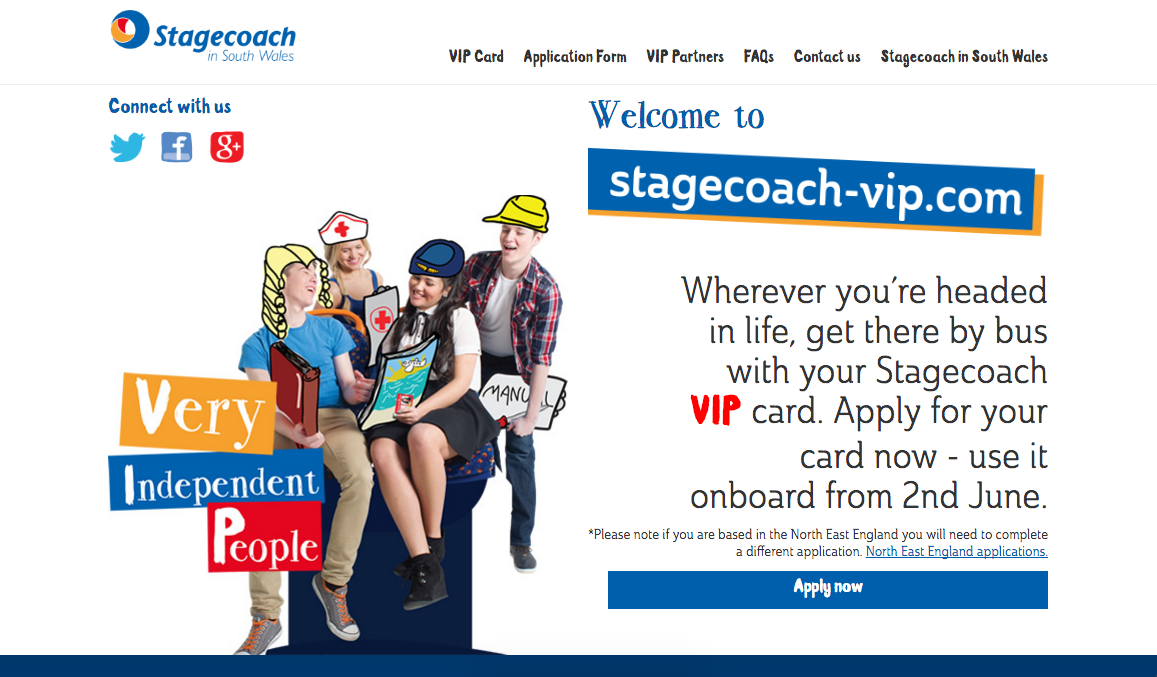 Stagecoach
in South Wales
VIP Card
Application Form
VIP Partners
FAQs
Contact us
Stagecoach in South Wales
Connect with us
g+
Welcome to
stagecoach-vip.com
Wherever you're headed
in life, get there by bus
with your Stagecoach
VIP card. Apply for your
card now - use it
onboard from 2nd June.
*Please note if you are based in the North East England you will need to complete
a different application. North East England applications.
Apply now
MANUAL
Very
Independent
People